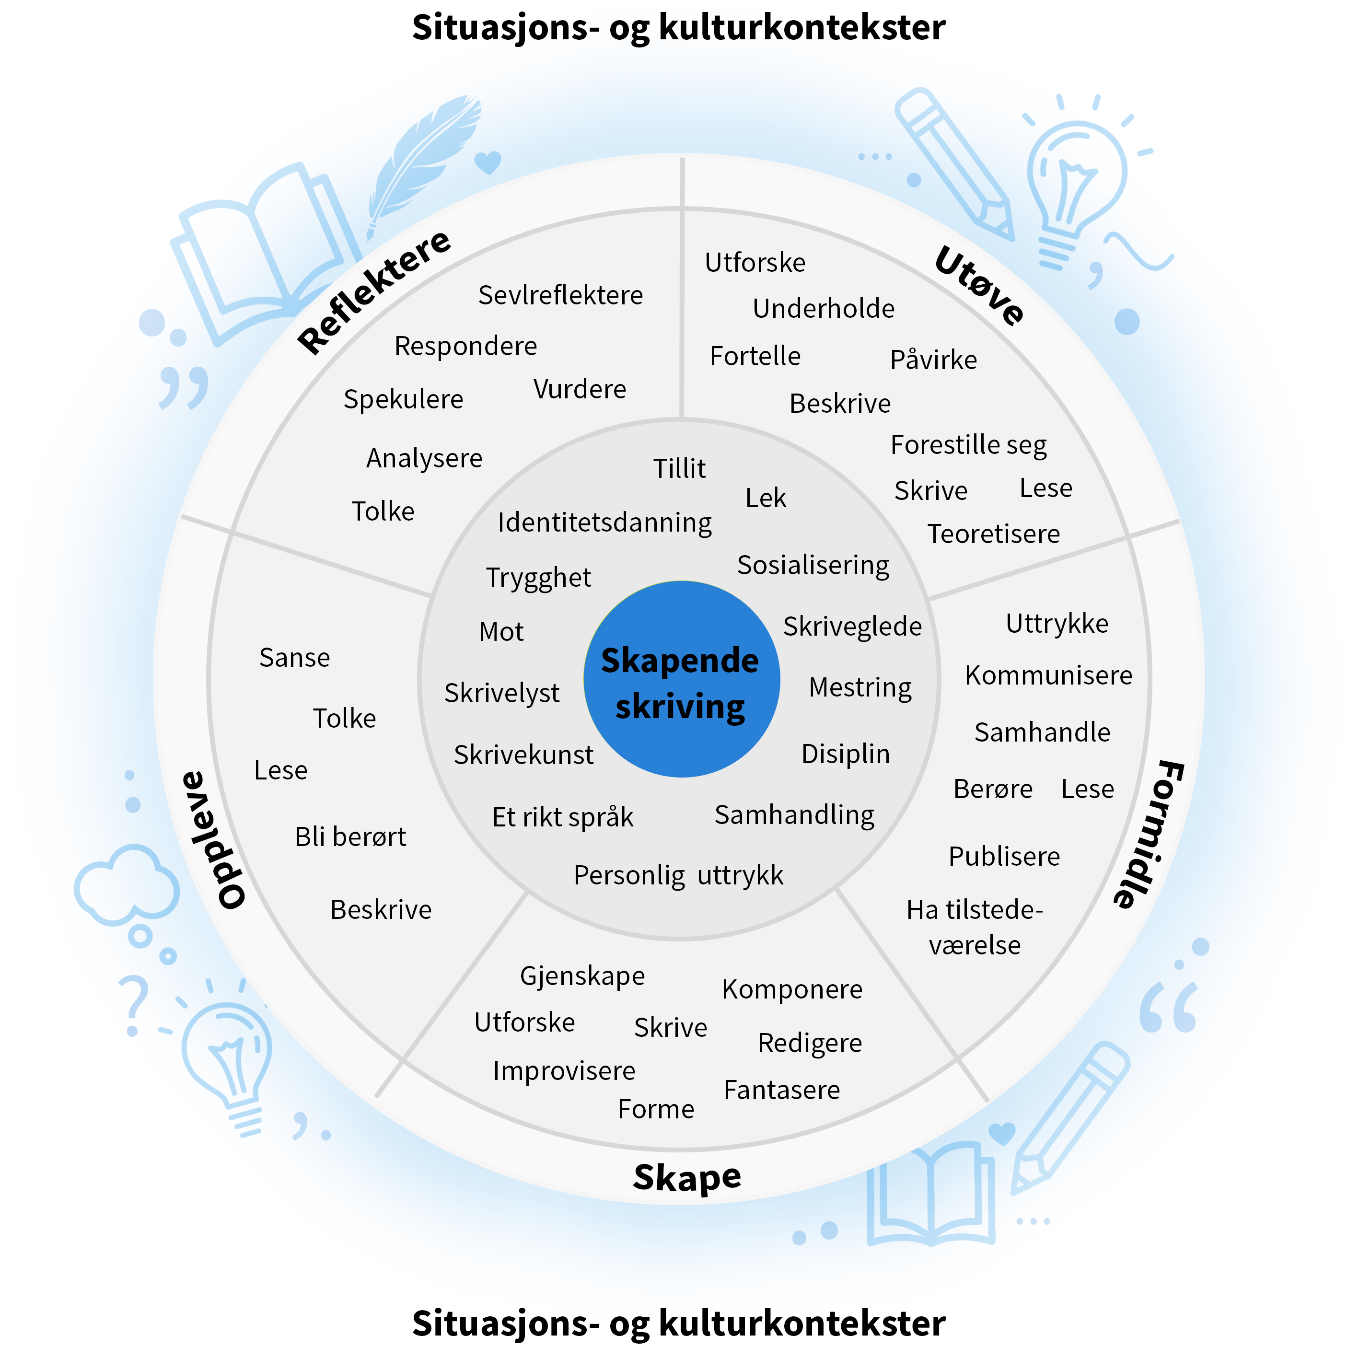 Situasjons- og kulturkontekster
Reflektere
Sevlreflektere
Respondere
Vurdere
Spekulere
Analysere
Tolke
Utøve
Utforske
Underholde
Fortelle
Påvirke
Beskrive
Forestille seg
Skrive
Lese
Teoretisere
Formidle
Uttrykke
Kommunisere
Samhandle
Berøre
Lese
Publisere
Ha tilstede-
værelse
Skape
Gjenskape
Komponere
Utforske
Skrive
Redigere
Improvisere
Fantasere
Forme
Oppleve
Sanse
Tolke
Lese
Bli berørt
Beskrive
Tillit
Lek
Identitetsdanning
Sosialisering
Trygghet
Skriveglede
Mot
Mestring
Skrivelyst
Disiplin
Skrivekunst
Samhandling
Et rikt språk
Personlig uttrykk
Skapende
skriving
Situasjons- og kulturkontekster